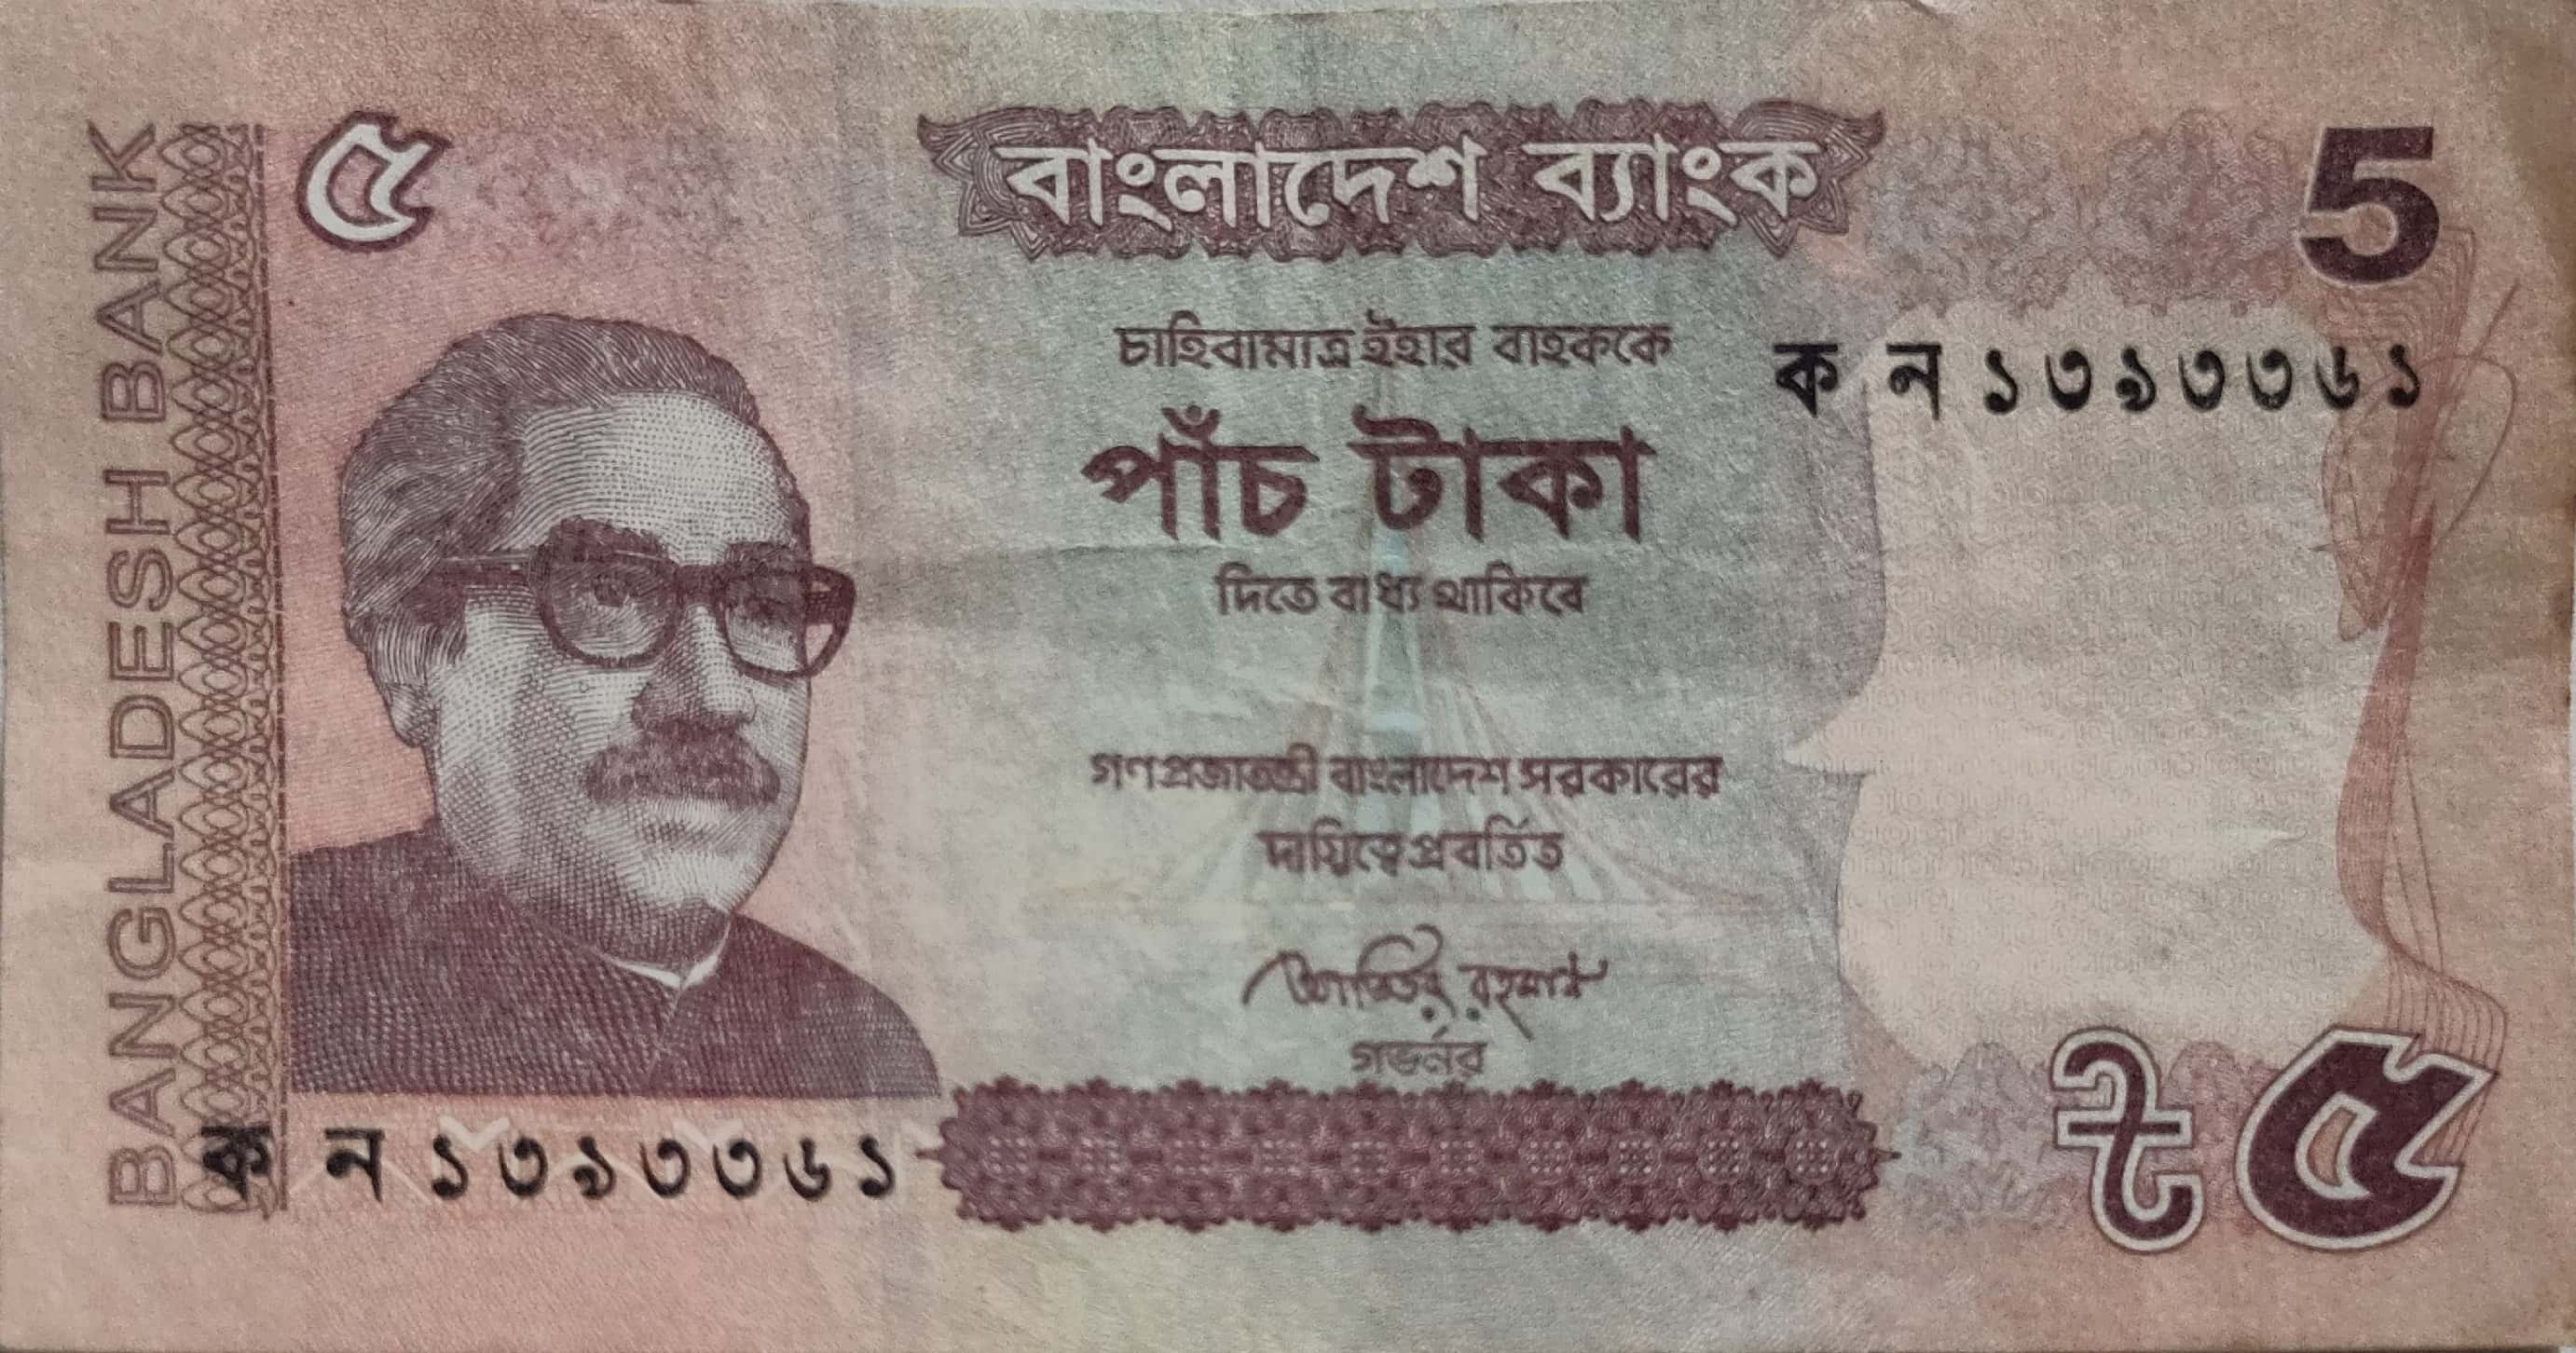 BANGLADESH BANK
৫
বাংলাদেশ ব্যাংক
5
চাহিবামাত্র ইহার বাহককে
ক ন ১৩৯৩৩৬১
পাঁচ টাকা
দিতে বাধ্য থাকিবে
গণপ্রজাতন্ত্রী বাংলাদেশ সরকারের
দায়িত্বে প্রবর্তিত
আতিউর রহমান
গভর্নর
ক ন ১৩৯৩৩৬১
৳ ৫